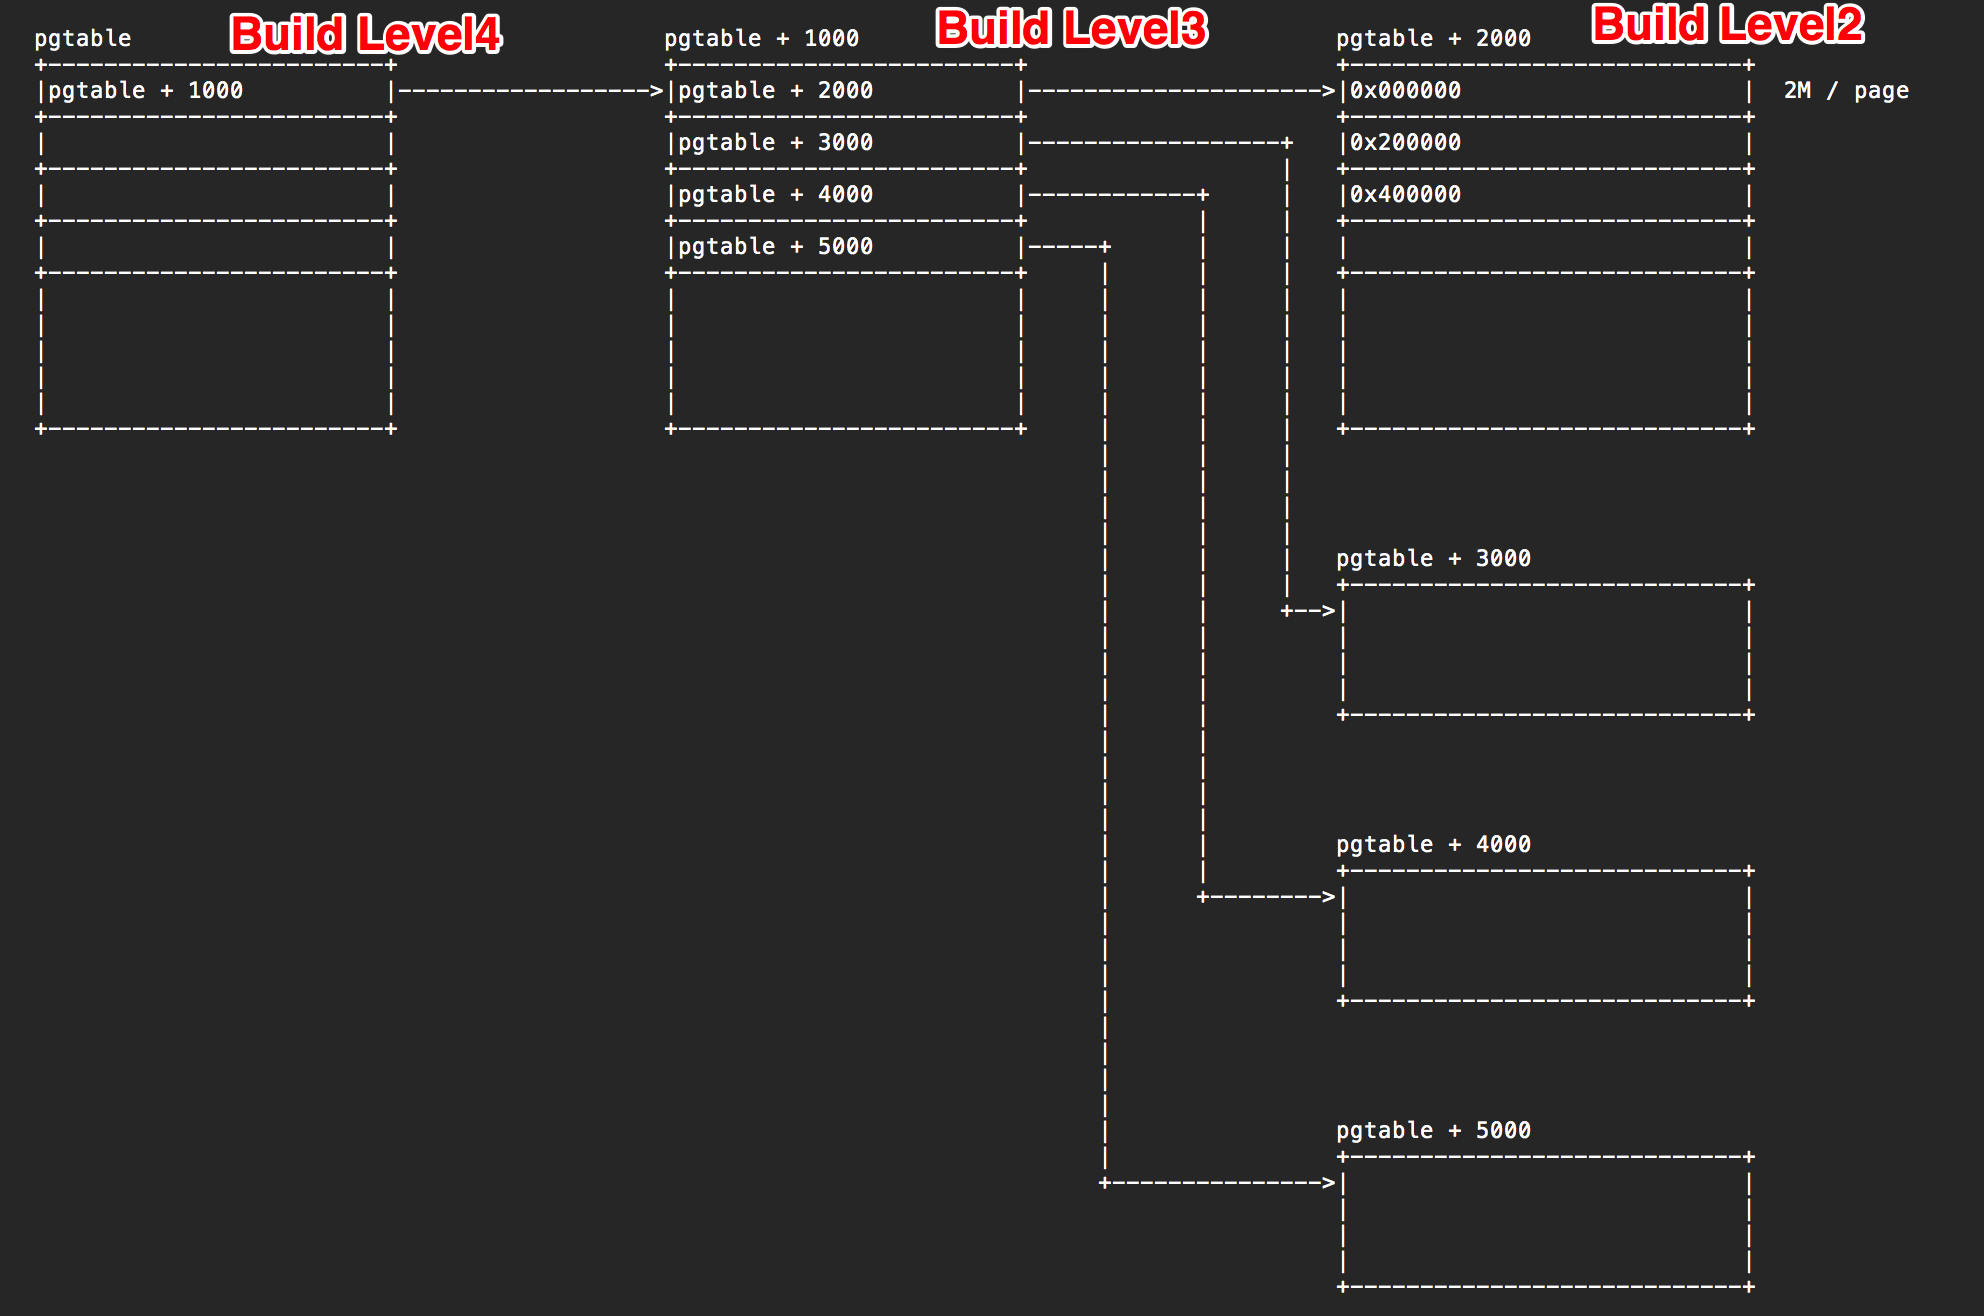 pgtable
Build Level4
pgtable + 1000
pgtable + 1000
Build Level3
pgtable + 2000
pgtable + 3000
pgtable + 4000
pgtable + 5000
pgtable + 2000
Build Level2
0x000000
2M / page
0x200000
0x400000
pgtable + 3000
pgtable + 4000
pgtable + 5000